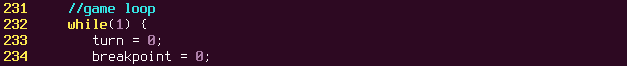 231     //game loop
232     while(1) {
233        turn = 0;
234        breakpoint = 0;